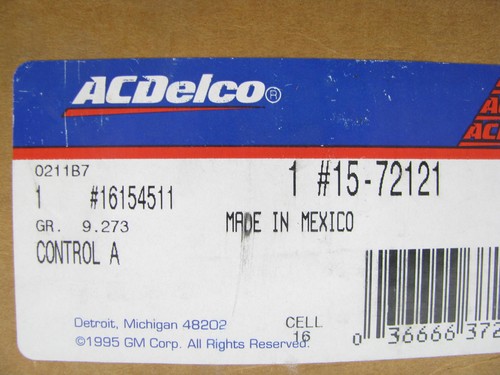 ACDelco®
AC
0211B7
1 #16154511
1 #15-72121
GR. 9.273
MADE IN MEXICO
CONTROL A
Detroit, Michigan 48202
©1995 GM Corp. All Rights Reserved.
CELL
16
0 36666 372